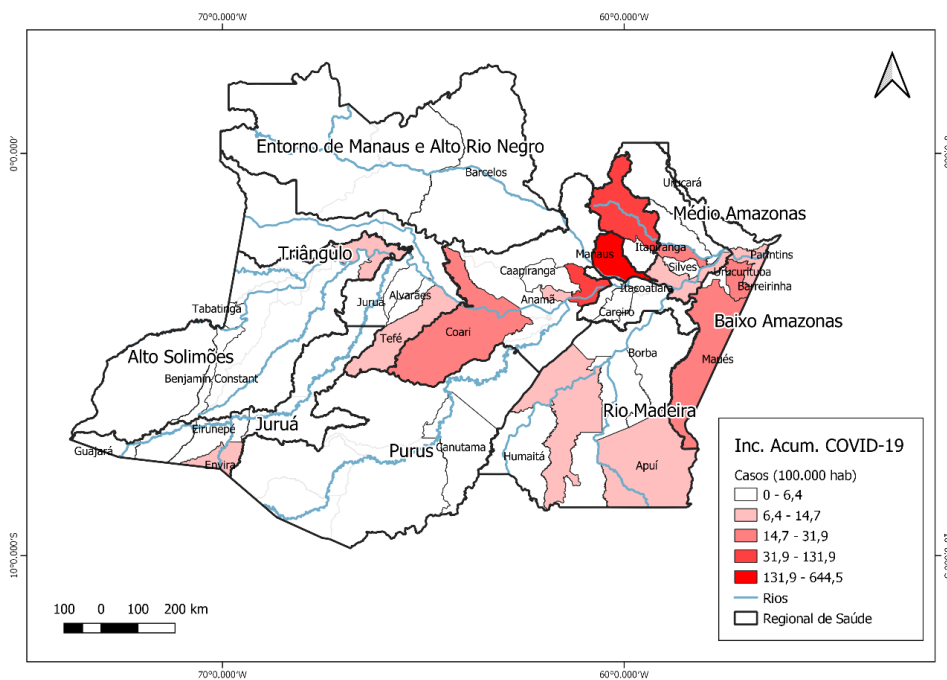 70°0.000'W
60°0.000'W
0°0.000'
Entorno de Manaus e Alto Rio Negro
Barcelos
Urucará
Médio Amazonas
Triângulo
Manaus
Itapiranga
Parintins
Caapiranga
Silves
Urucurituba
Juruá
Alvarães
Anamã
Itacoatiara
Barreirinha
Tabatinga
Careiro
Baixo Amazonas
Coari
Tefé
Alto Solimões
Borba
Maués
Benjamin Constant
Rio Madeira
Eirunepé
Juruá
Guajará
Purus
Canutama
Humaitá
Envira
Apuí
Inc. Acum. COVID-19
Casos (100.000 hab)
0 - 6,4
6,4 - 14,7
14,7 - 31,9
31,9 - 131,9
131,9 - 644,5
Rios
Regional de Saúde
10°0.000'S
100 0 100 200 km
70°0.000'W
60°0.000'W